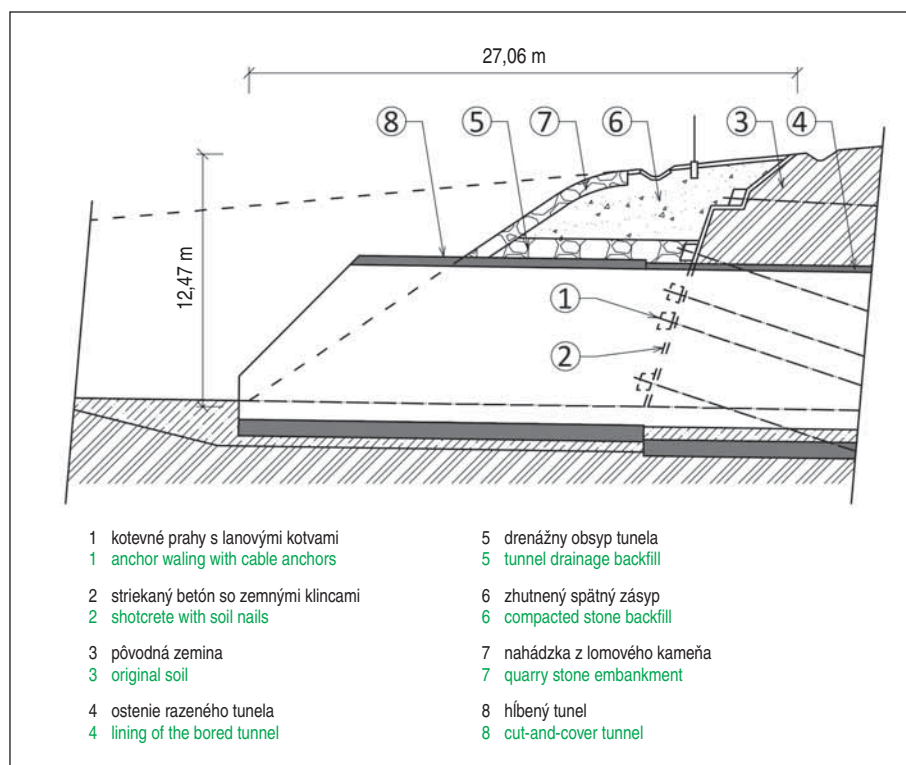 27,06 m
8
5
7
6
3
4
12,47 m
1
2
1 kotevné prahy s lanovými kotvami
1 anchor waling with cable anchors
2 striekaný betón so zemnými klincami
2 shotcrete with soil nails
3 pôvodná zemina
3 original soil
4 ostenie razeného tunela
4 lining of the bored tunnel
5 drenážny obsyp tunela
5 tunnel drainage backfill
6 zhutnený spätný zásyp
6 compacted stone backfill
7 nahádzka z lomového kameňa
7 quarry stone embankment
8 hĺbený tunel
8 cut-and-cover tunnel